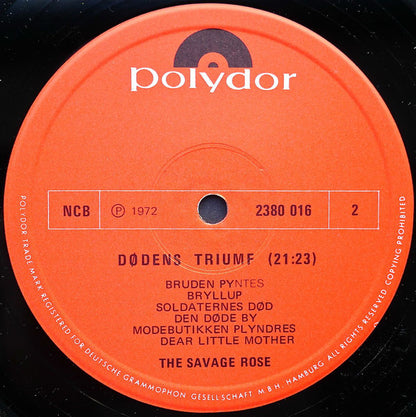 polydor
NCB
Ⓟ 1972
2380 016
2
DØDENS TRIUMF (21:23)
BRUDEN PYNTES
BRYLLUP
SOLDATERNES DØD
DEN DØDE BY
MODEBUTIKKEN PLYNDRES
DEAR LITTLE MOTHER
THE SAVAGE ROSE
POLYDOR TRADE MARK REGISTERED FOR DEUTSCHE GRAMMOPHON GESELLSCHAFT M·B·H. HAMBURG ALL RIGHTS RESERVED COPYING PROHIBITED